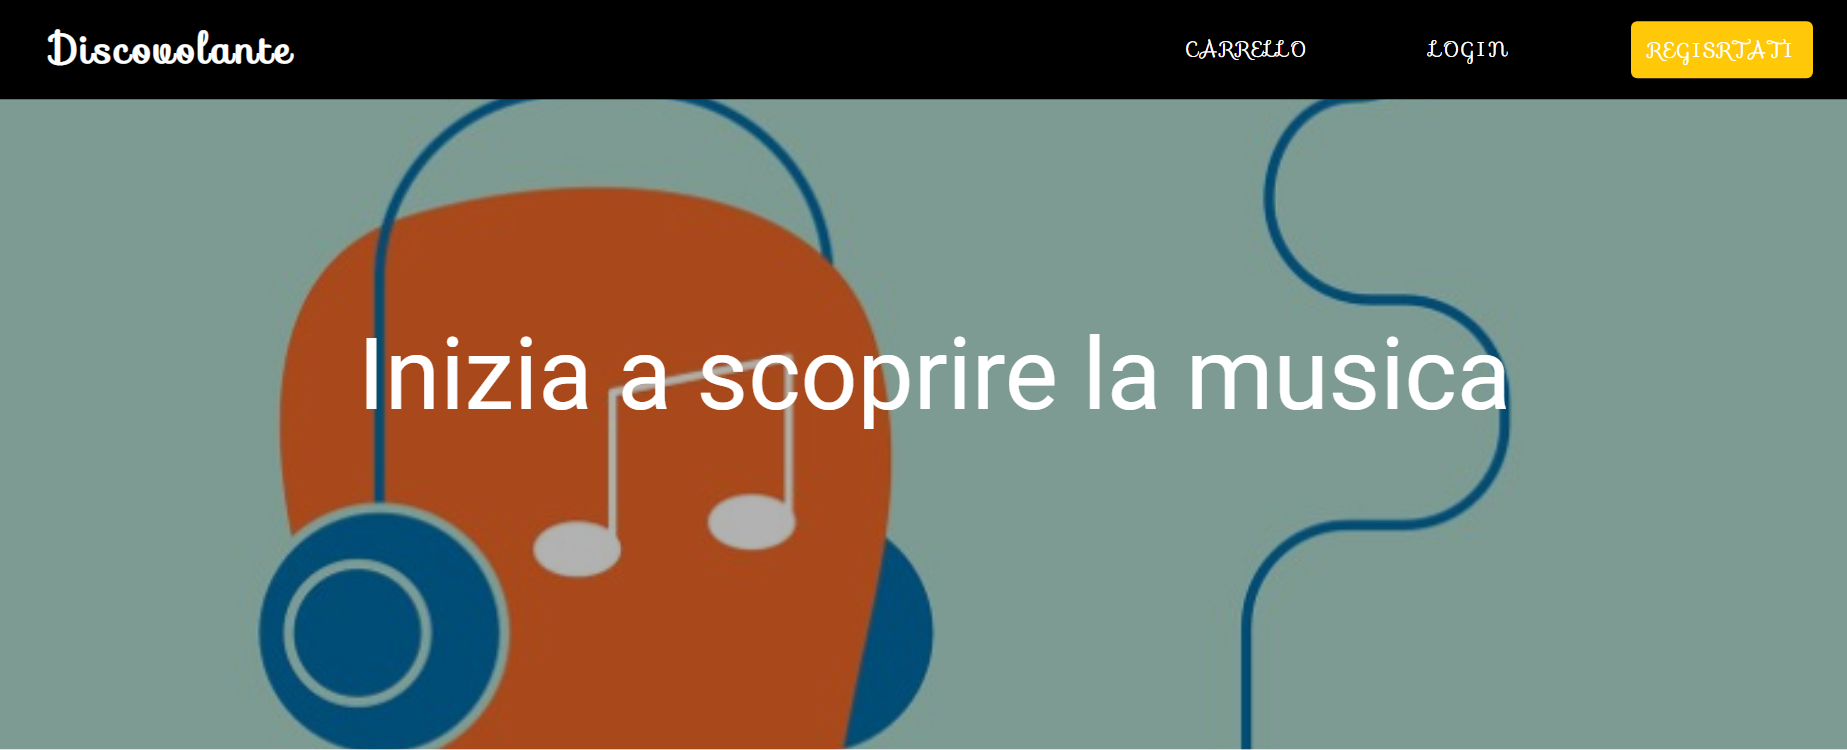 Discovolante
CARRELLO
LOGIN
REGISRTATI
Inizia a scoprire la musica